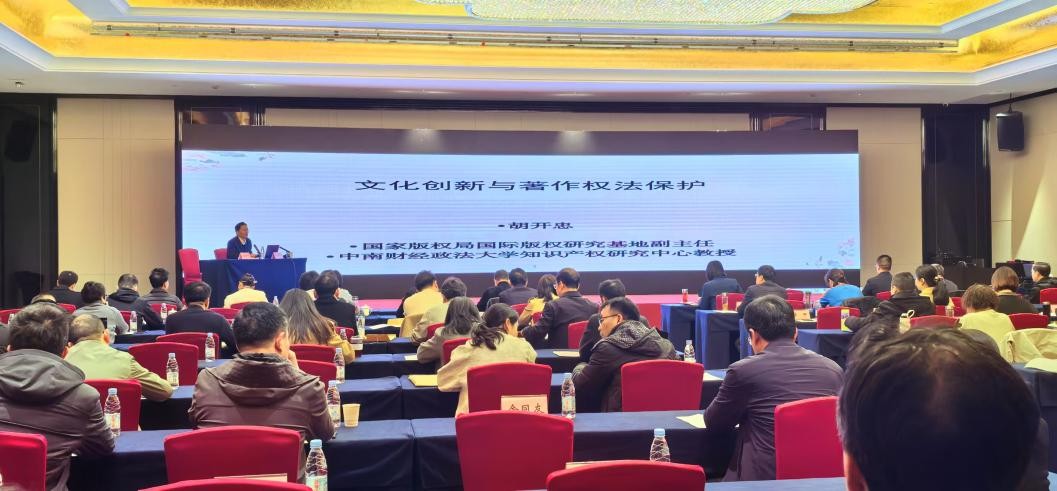 文化创新与著作权法保护
•胡开忠
•国家版权局国际版权研究基地副主任
•中南财经政法大学知识产权研究中心教授